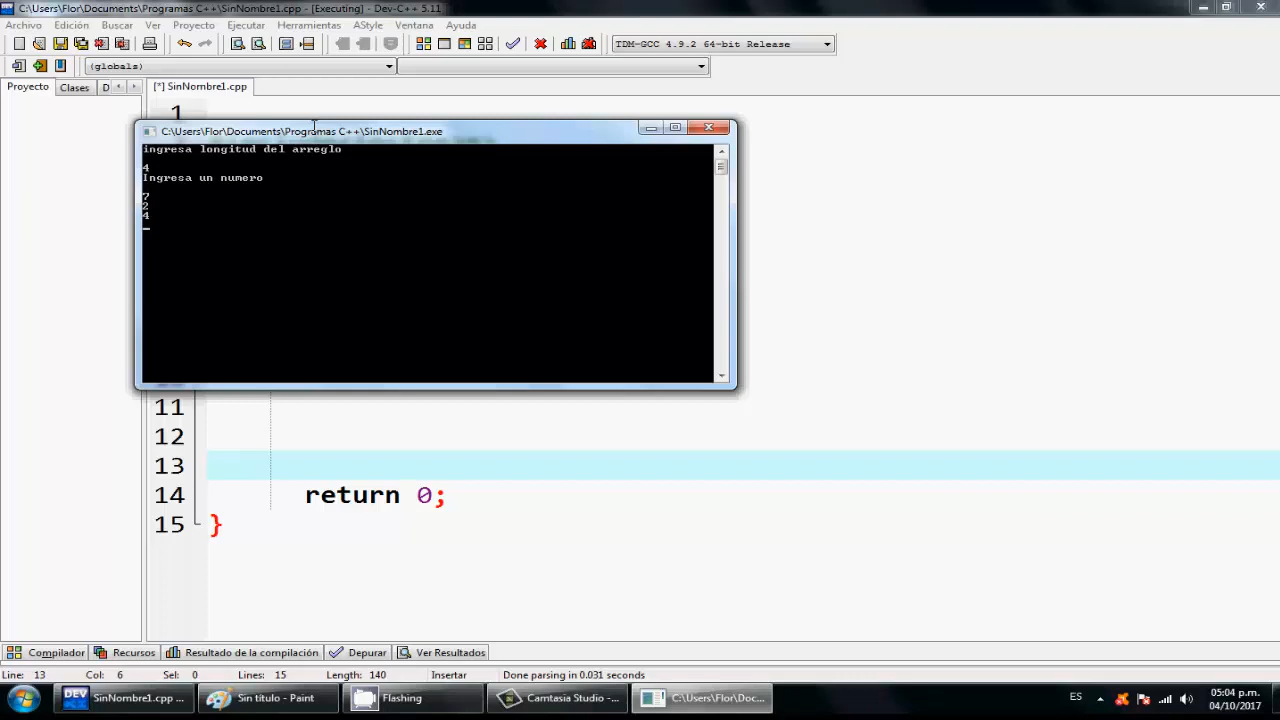 C:\Users\Flor\Documents\Programas C++\SinNombre1.cpp - [Executing] - Dev-C++ 5.11
Archivo Edición Buscar Ver Proyecto Ejecutar Herramientas AStyle Ventana Ayuda
TDM-GCC 4.9.2 64-bit Release
(globals)
Proyecto Clases D [*] SinNombre1.cpp
1
C:\Users\Flor\Documents\Programas C++\SinNombre1.exe
ingresa longitud del arreglo
4
Ingresa un numero
7
2
4
11
12
13
14 return 0;
15 }
Compilador Recursos Resultado de la compilación Depurar Ver Resultados
Line: 13 Col: 6 Sel: 0 Lines: 15 Length: 140 Insertar Done parsing in 0.031 seconds
DEV SinNombre1.cpp ... Sin título - Paint Flashing Camtasia Studio -... C:\Users\Flor\Doc... ES 05:04 p.m.
04/10/2017